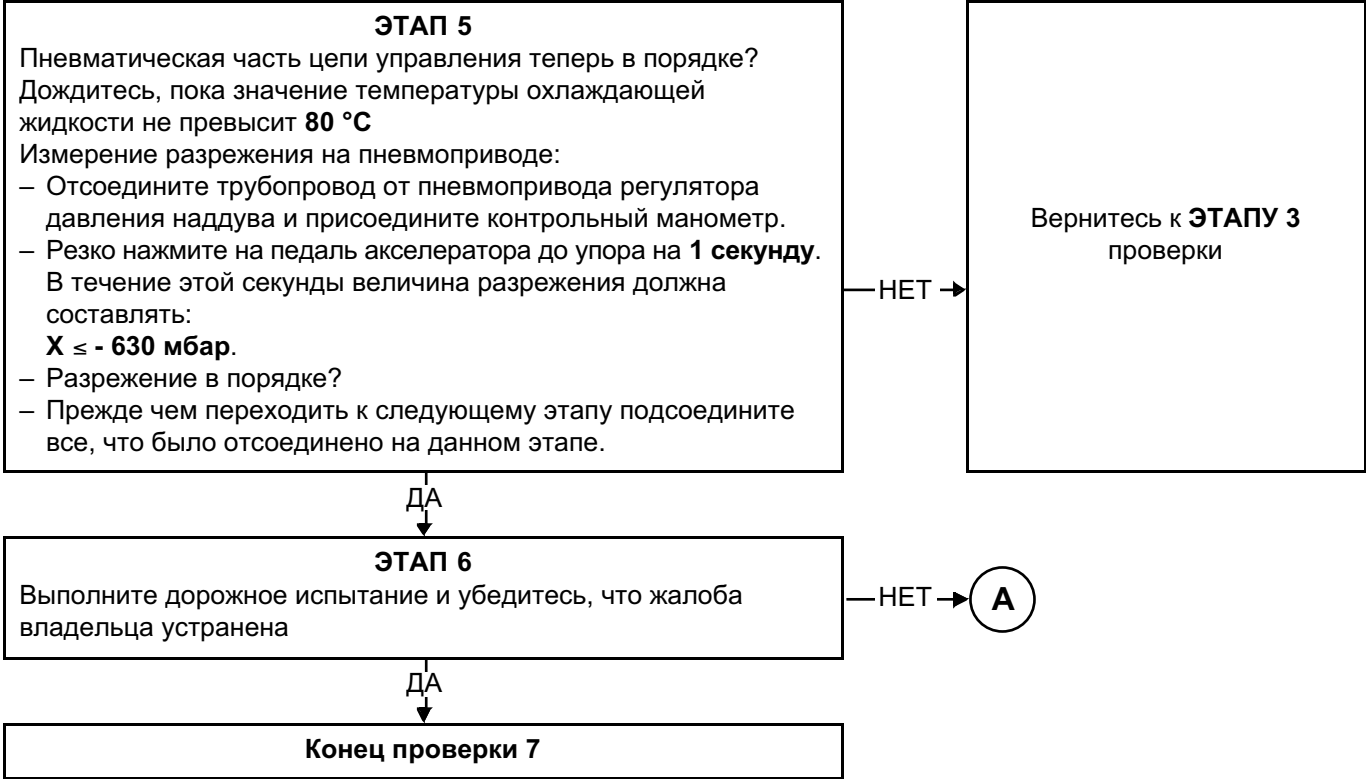 ЭТАП 5
Пневматическая часть цепи управления теперь в порядке?
Дождитесь, пока значение температуры охлаждающей
жидкости не превысит 80 °C
Измерение разрежения на пневмоприводе:
– Отсоедините трубопровод от пневмопривода регулятора
давления наддува и присоедините контрольный манометр.
– Резко нажмите на педаль акселератора до упора на 1 секунду.
В течение этой секунды величина разрежения должна
составлять:
X ≤ - 630 мбар.
– Разрежение в порядке?
– Прежде чем переходить к следующему этапу подсоедините
все, что было отсоединено на данном этапе.
НЕТ
Вернитесь к ЭТАПУ 3
проверки
ДА
ЭТАП 6
Выполните дорожное испытание и убедитесь, что жалоба
владельца устранена
НЕТ
А
ДА
Конец проверки 7